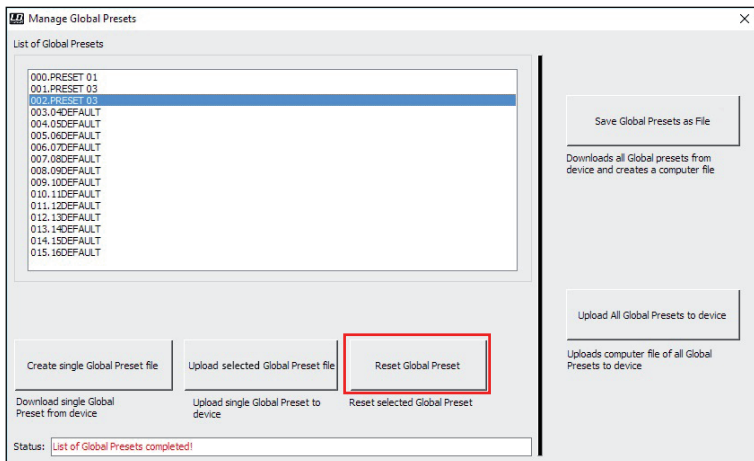 LD
Manage Global Presets
List of Global Presets
000.PRESET 01
001.PRESET 03
002.PRESET 03
003.04DEFAULT
004.05DEFAULT
005.06DEFAULT
006.07DEFAULT
007.08DEFAULT
008.09DEFAULT
009.10DEFAULT
010.11DEFAULT
011.12DEFAULT
012.13DEFAULT
013.14DEFAULT
014.15DEFAULT
015.16DEFAULT
Save Global Presets as File
Downloads all Global presets from
device and creates a computer file
Upload All Global Presets to device
Uploads computer file of all Global
Presets to device
Create single Global Preset file
Download single Global
Preset from device
Upload selected Global Preset file
Upload single Global Preset to
device
Reset Global Preset
Reset selected Global Preset
Status: List of Global Presets completed!